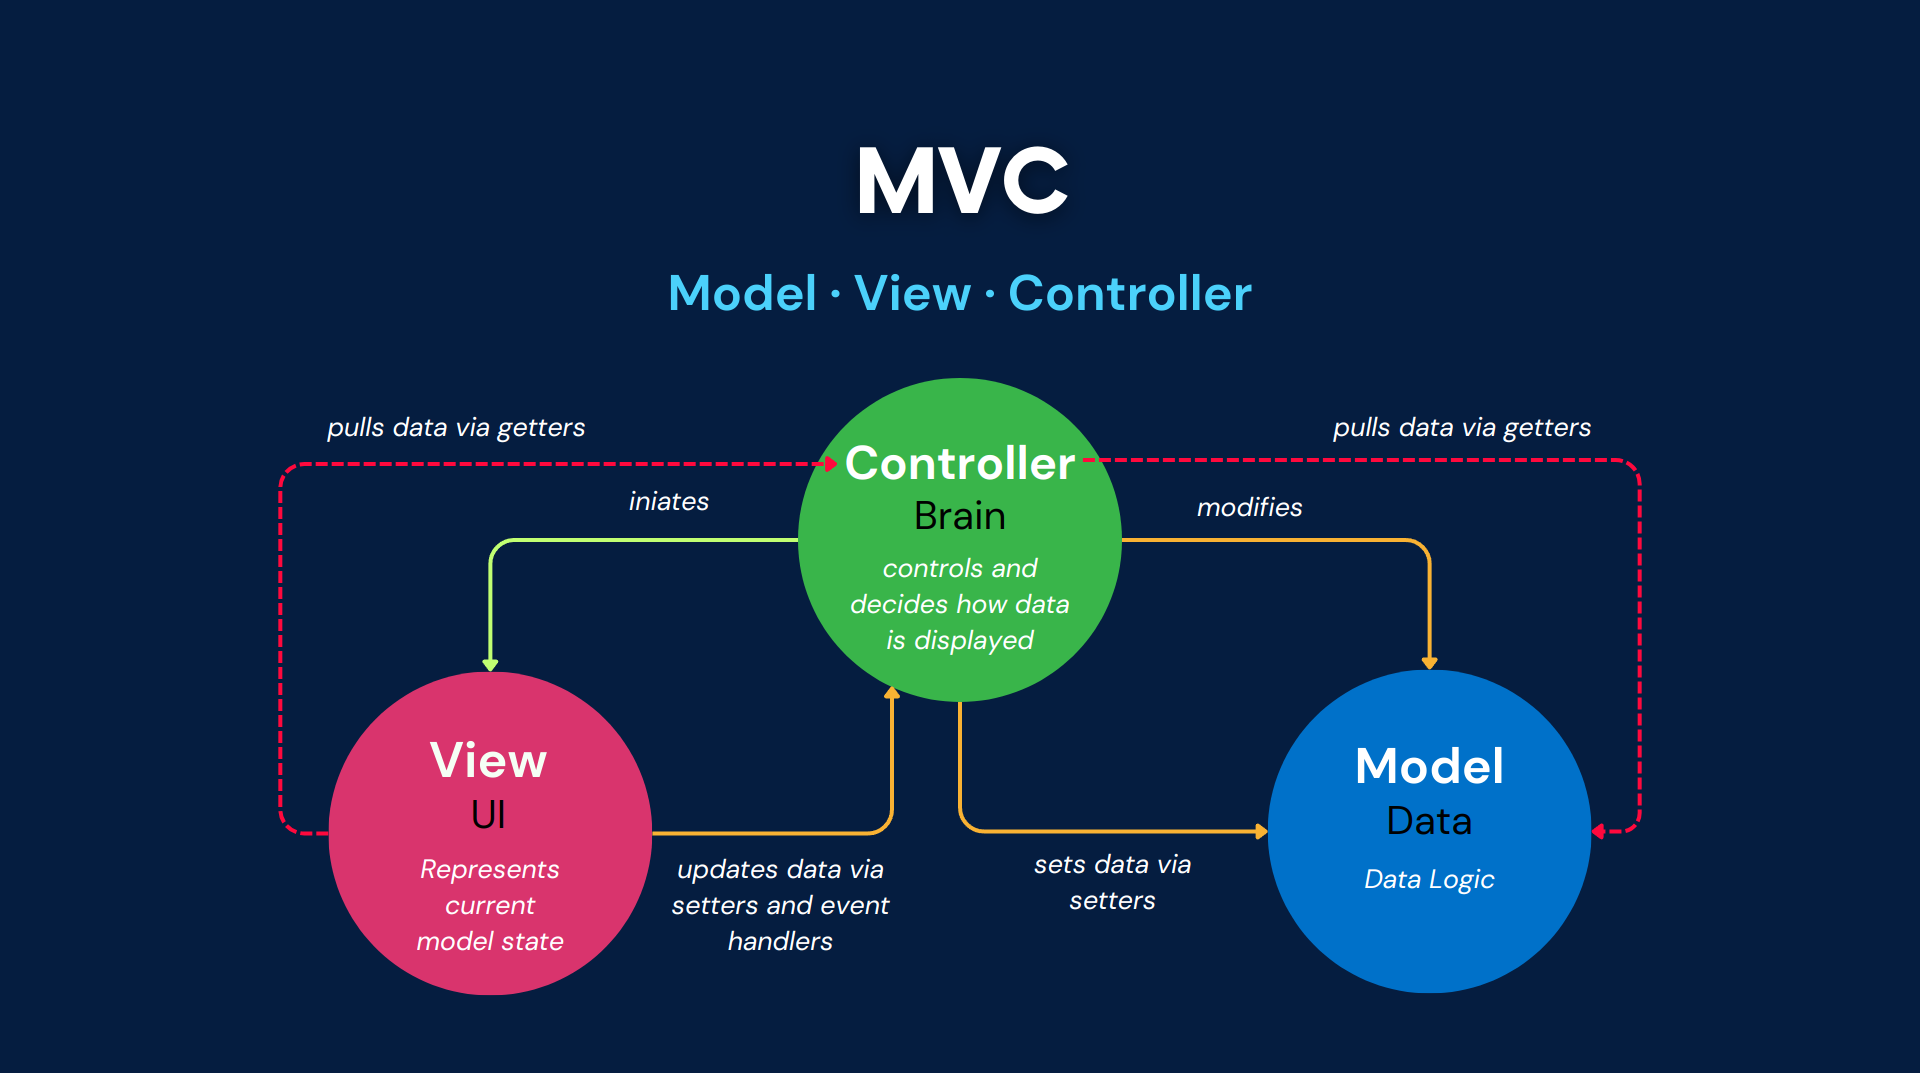 MVC
Model · View · Controller
pulls data via getters
pulls data via getters
iniates
modifies
Controller
Brain
controls and
decides how data
is displayed
View
UI
Represents
current
model state
updates data via
setters and event
handlers
sets data via
setters
Model
Data
Data Logic